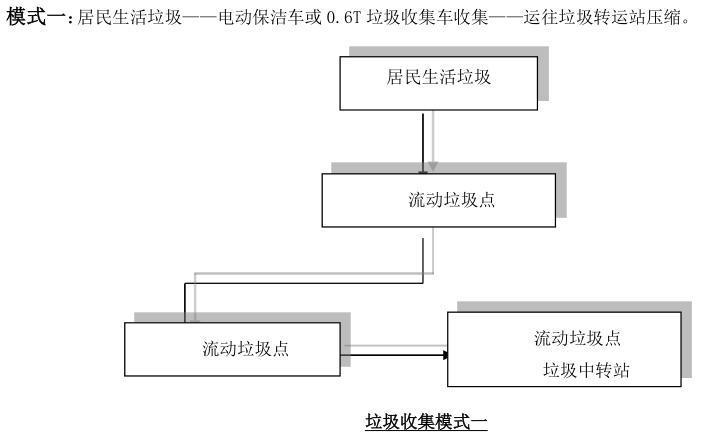 模式一：居民生活垃圾——电动保洁车或 0.6T 垃圾收集车收集——运往垃圾转运站压缩。
居民生活垃圾
流动垃圾点
流动垃圾点
流动垃圾点
垃圾中转站
垃圾收集模式一